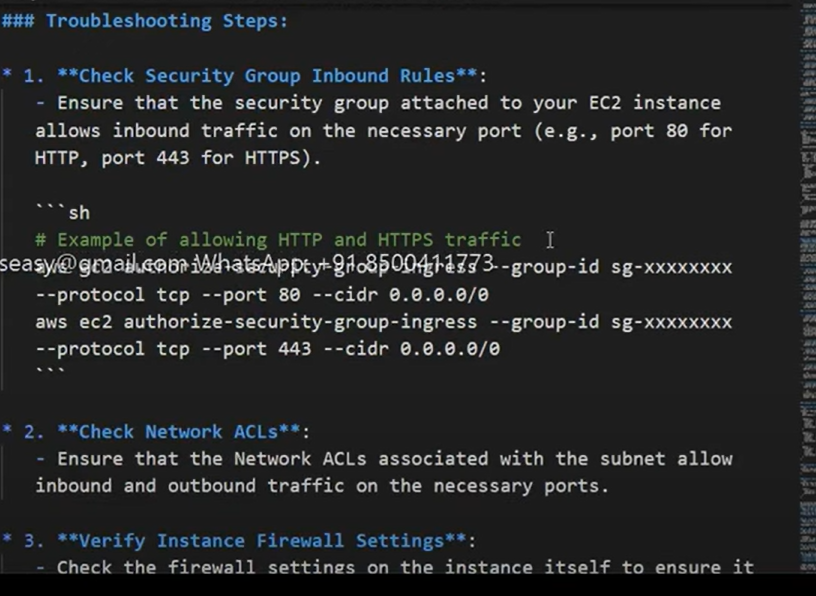 ### Troubleshooting Steps:
* 1. **Check Security Group Inbound Rules**:
- Ensure that the security group attached to your EC2 instance
allows inbound traffic on the necessary port (e.g., port 80 for
HTTP, port 443 for HTTPS).
```sh
# Example of allowing HTTP and HTTPS traffic
seasy@gmail.com WhatsApp: +91 8500411773
aws ec2 authorize-security-group-ingress --group-id sg-xxxxxxxx
--protocol tcp --port 80 --cidr 0.0.0.0/0
aws ec2 authorize-security-group-ingress --group-id sg-xxxxxxxx
--protocol tcp --port 443 --cidr 0.0.0.0/0
```
* 2. **Check Network ACLs**:
- Ensure that the Network ACLs associated with the subnet allow
inbound and outbound traffic on the necessary ports.
* 3. **Verify Instance Firewall Settings**:
- Check the firewall settings on the instance itself to ensure it